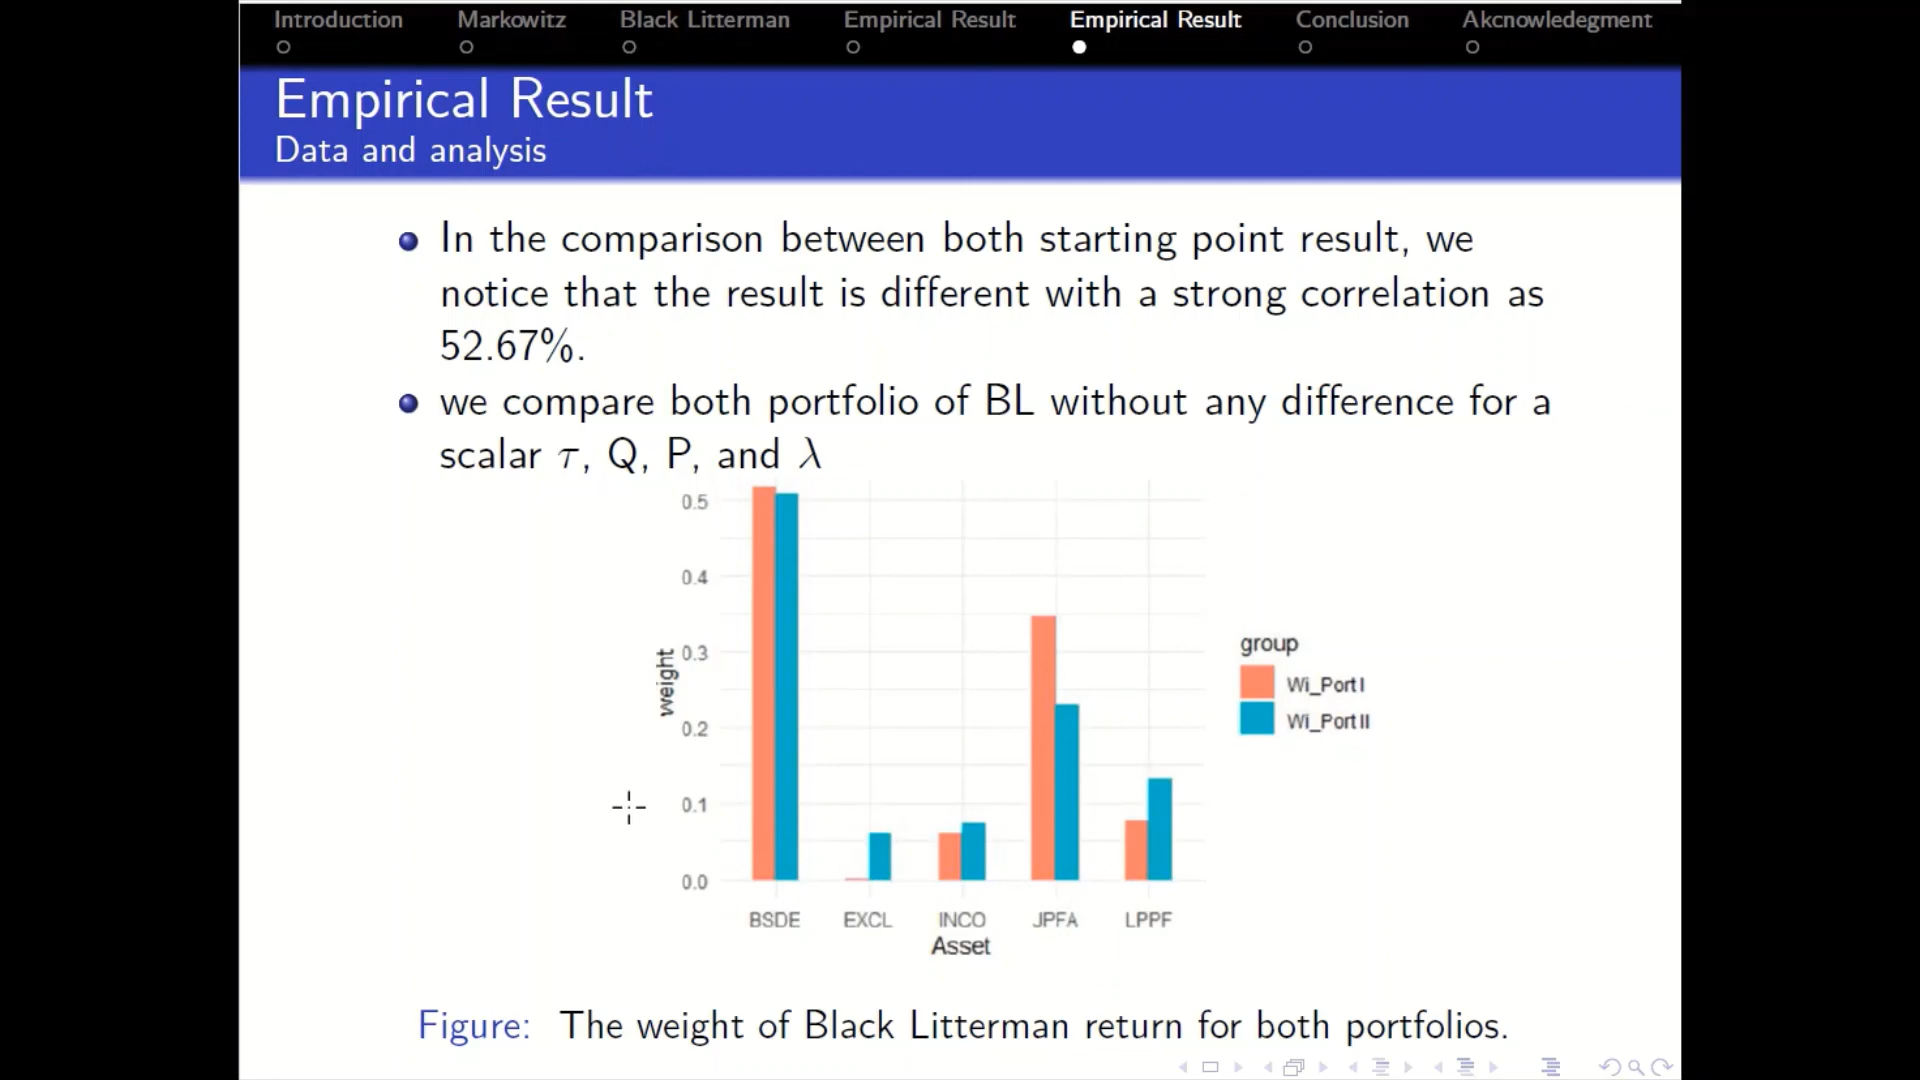 Introduction Markowitz Black Litterman Empirical Result Empirical Result Conclusion Akcnowledegment
Empirical Result
Data and analysis
In the comparison between both starting point result, we
notice that the result is different with a strong correlation as
52.67%.
we compare both portfolio of BL without any difference for a
scalar τ, Q, P, and λ
0.5
0.4
0.3
0.2
0.1
0.0
weight
BSDE EXCL INCO JPFA LPPF
Asset
group
Wi_Port I
Wi_Port II
Figure: The weight of Black Litterman return for both portfolios.